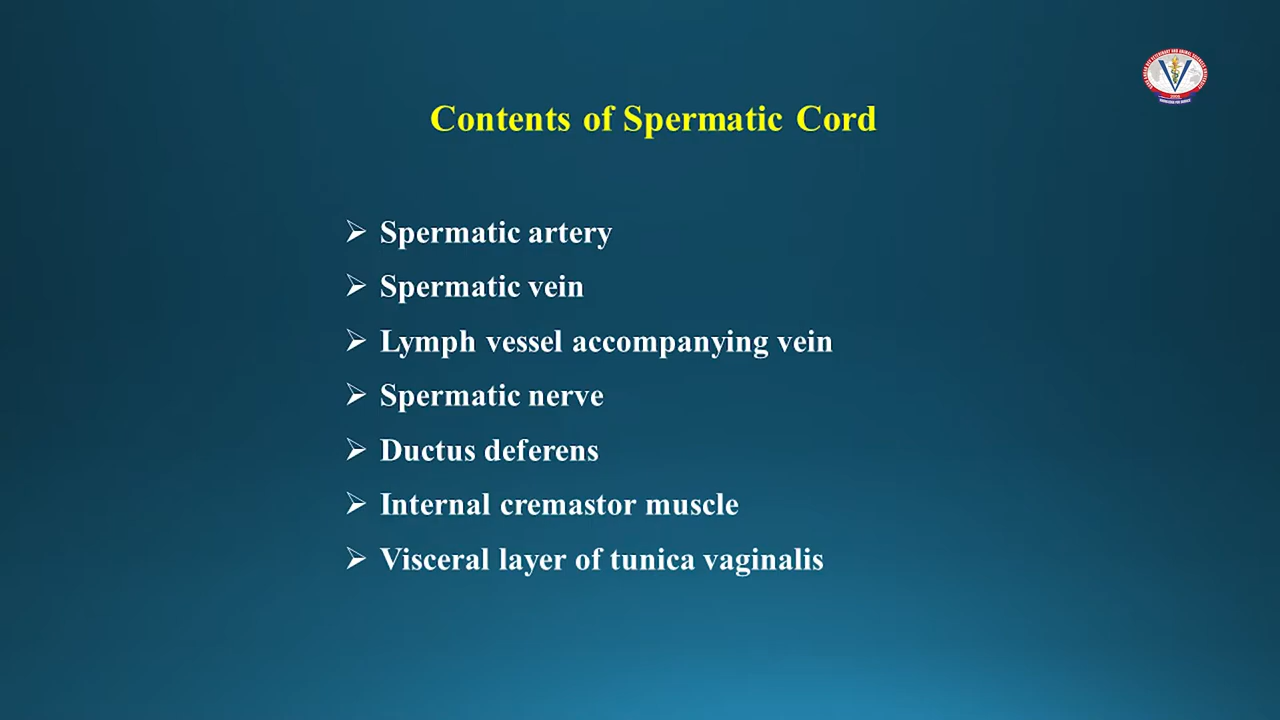 Contents of Spermatic Cord
➢ Spermatic artery
➢ Spermatic vein
➢ Lymph vessel accompanying vein
➢ Spermatic nerve
➢ Ductus deferens
➢ Internal cremastor muscle
➢ Visceral layer of tunica vaginalis